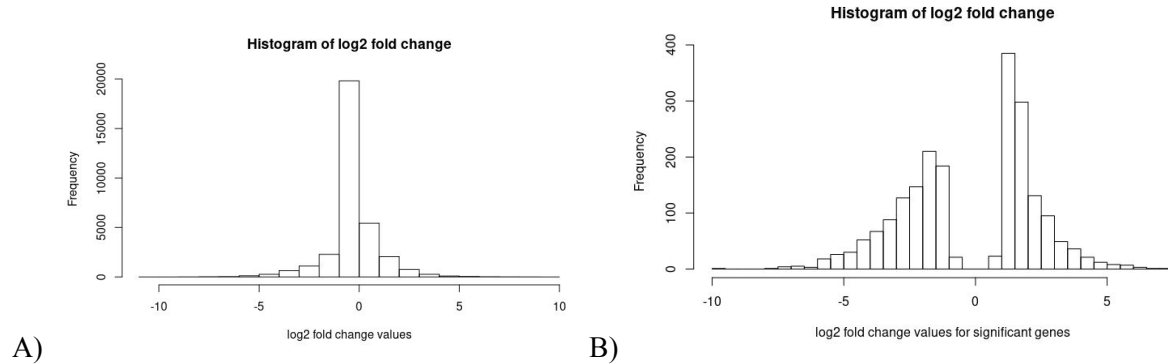 Histogram of log2 fold change
Frequency
20000
15000
10000
5000
0
-10
-5
0
5
10
log2 fold change values
A)
Histogram of log2 fold change
Frequency
400
300
200
100
0
-10
-5
0
5
log2 fold change values for significant genes
B)